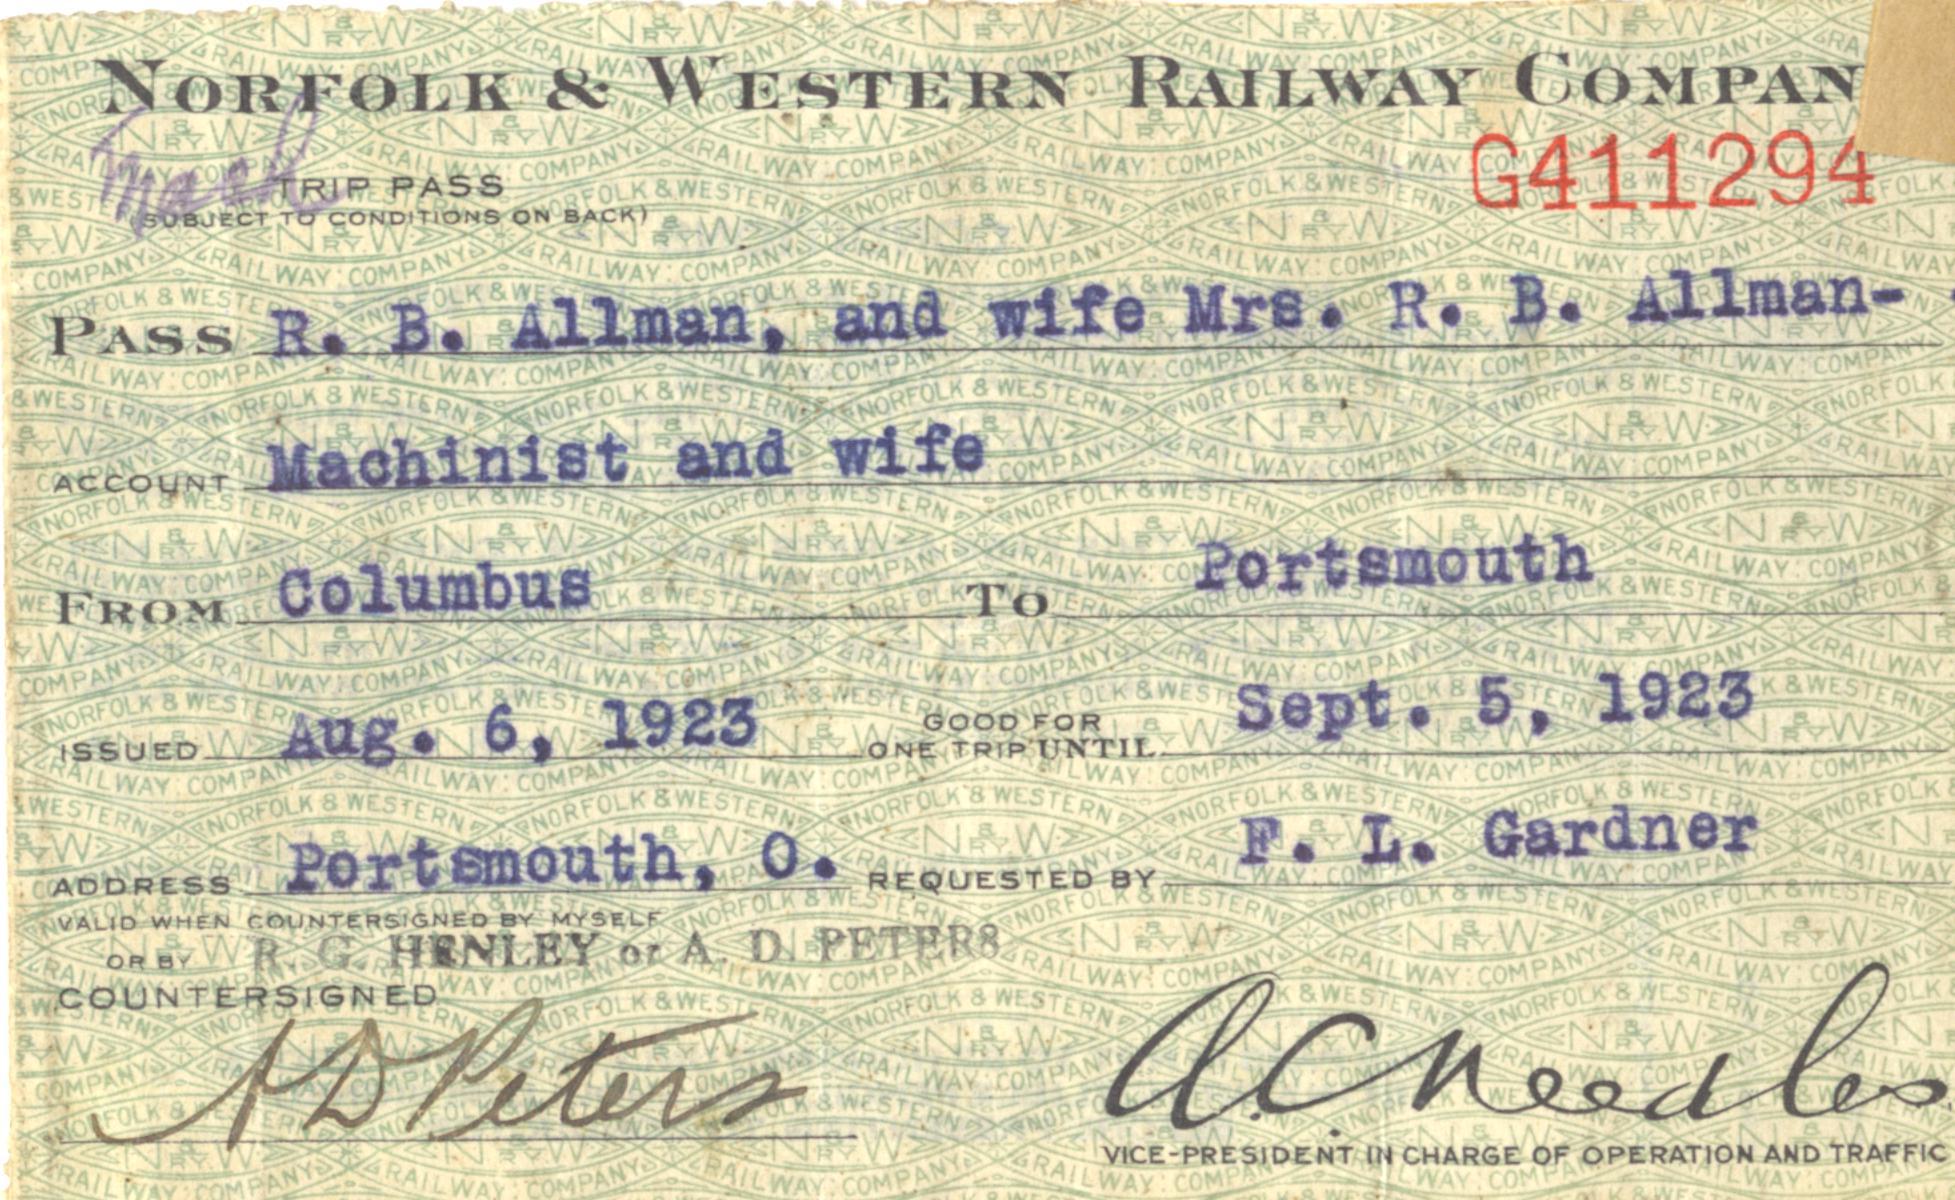 NORFOLK & WESTERN RAILWAY COMPAN
G411294
Mach
TRIP PASS
(SUBJECT TO CONDITIONS ON BACK)
PASS R. B. Allman, and wife Mrs. R. B. Allman-
ACCOUNT Machinist and wife
FROM Columbus TO Portsmouth
ISSUED Aug. 6, 1923 GOOD FOR ONE TRIP UNTIL Sept. 5, 1923
ADDRESS Portsmouth, O. REQUESTED BY F. L. Gardner
VALID WHEN COUNTERSIGNED BY MYSELF
OR BY R. G. HENLEY or A. D. PETERS
COUNTERSIGNED
A D Peters
A. C. Needles
VICE-PRESIDENT IN CHARGE OF OPERATION AND TRAFFIC